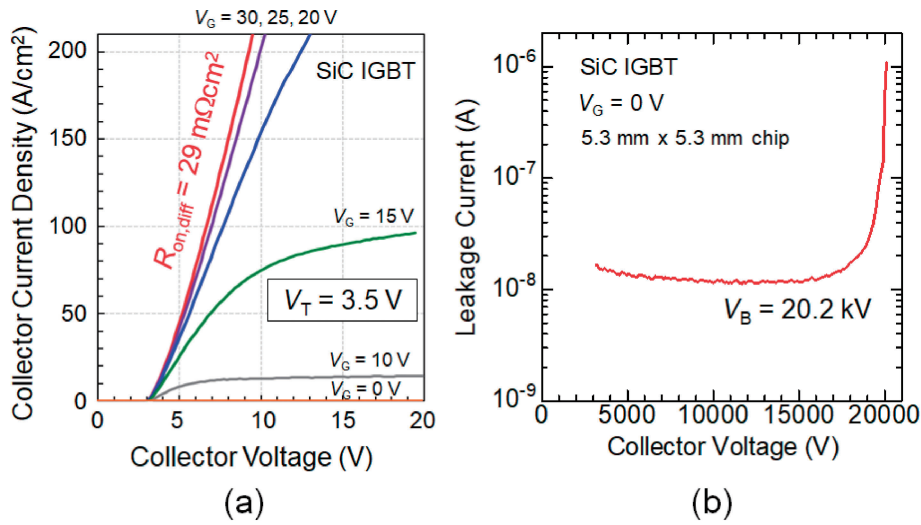 V_G = 30, 25, 20 V
200
150
100
50
0
Collector Current Density (A/cm²)
R_on,diff = 29 mΩcm²
SiC IGBT
V_G = 15 V
V_T = 3.5 V
V_G = 10 V
V_G = 0 V
0 5 10 15 20
Collector Voltage (V)
(a)
10⁻⁶
10⁻⁷
10⁻⁸
10⁻⁹
Leakage Current (A)
SiC IGBT
V_G = 0 V
5.3 mm x 5.3 mm chip
V_B = 20.2 kV
0 5000 10000 15000 20000
Collector Voltage (V)
(b)